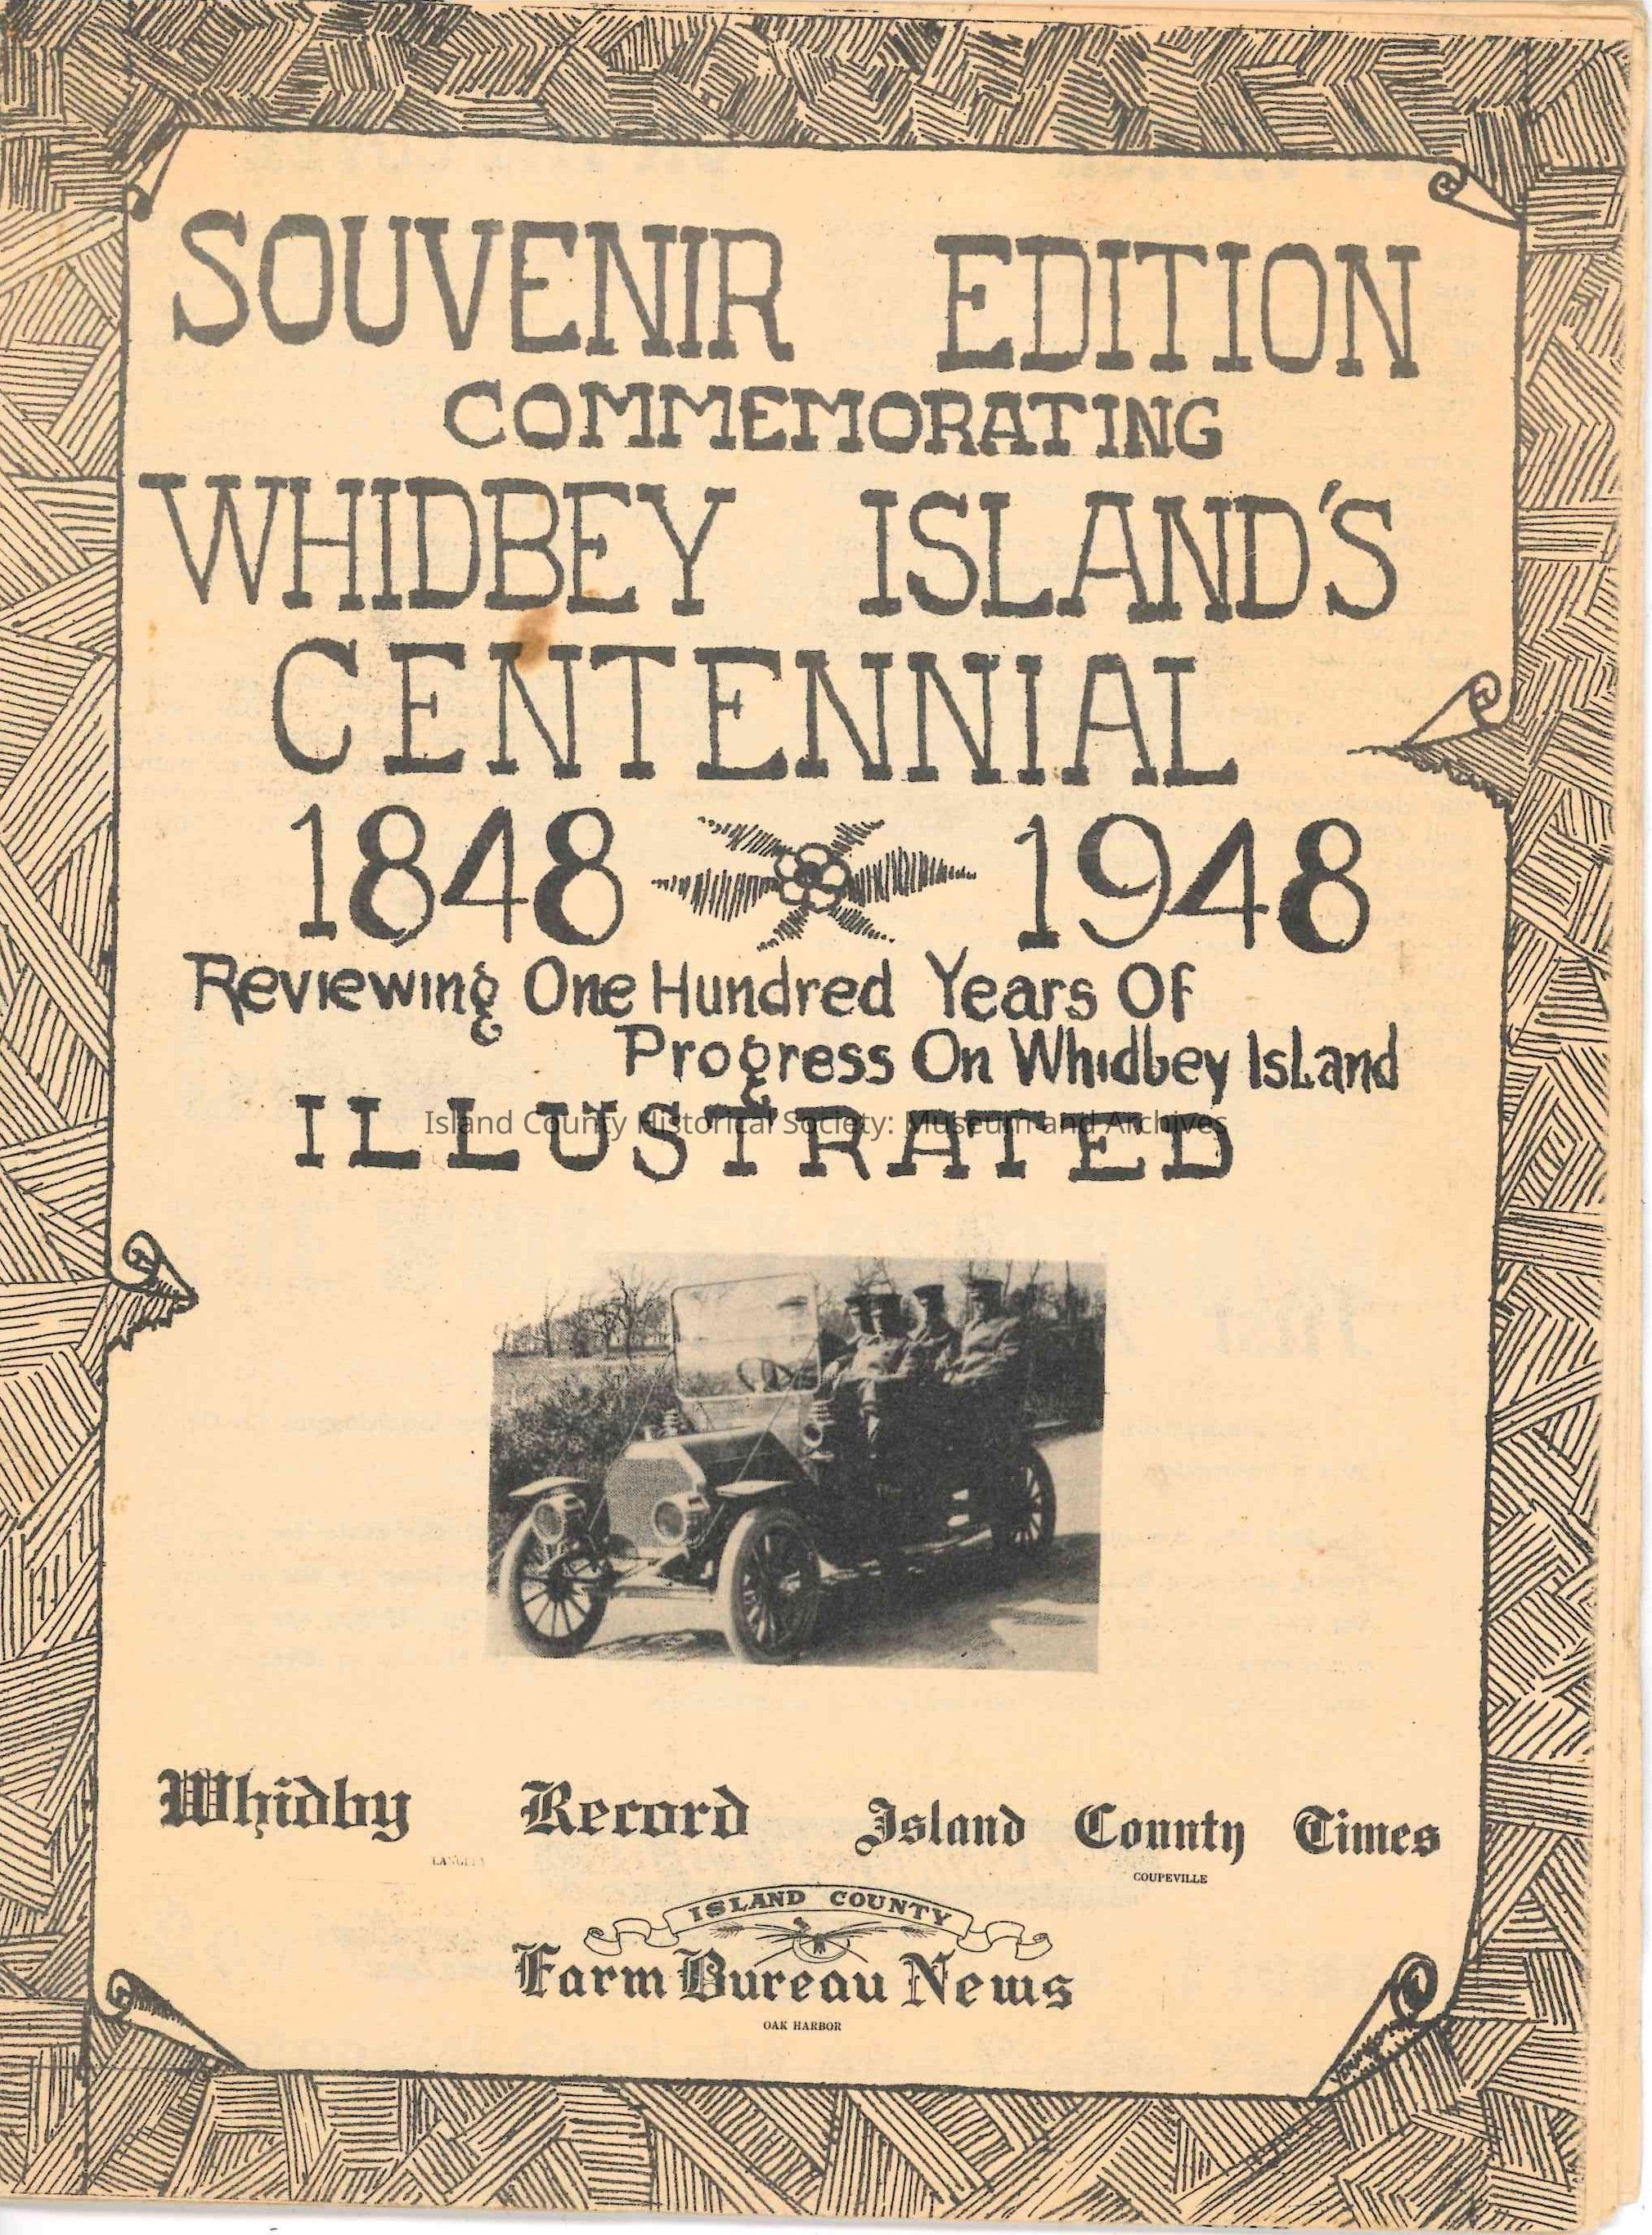 SOUVENIR EDITION
COMMEMORATING
WHIDBEY ISLAND'S
CENTENNIAL
1848 1948
Reviewing One Hundred Years Of
Progress On Whidbey Island
ILLUSTRATED
Island County Historical Society: Museum and Archives
Whidby Record Island County Times
LANGLEY
COUPEVILLE
ISLAND COUNTY
Farm Bureau News
OAK HARBOR